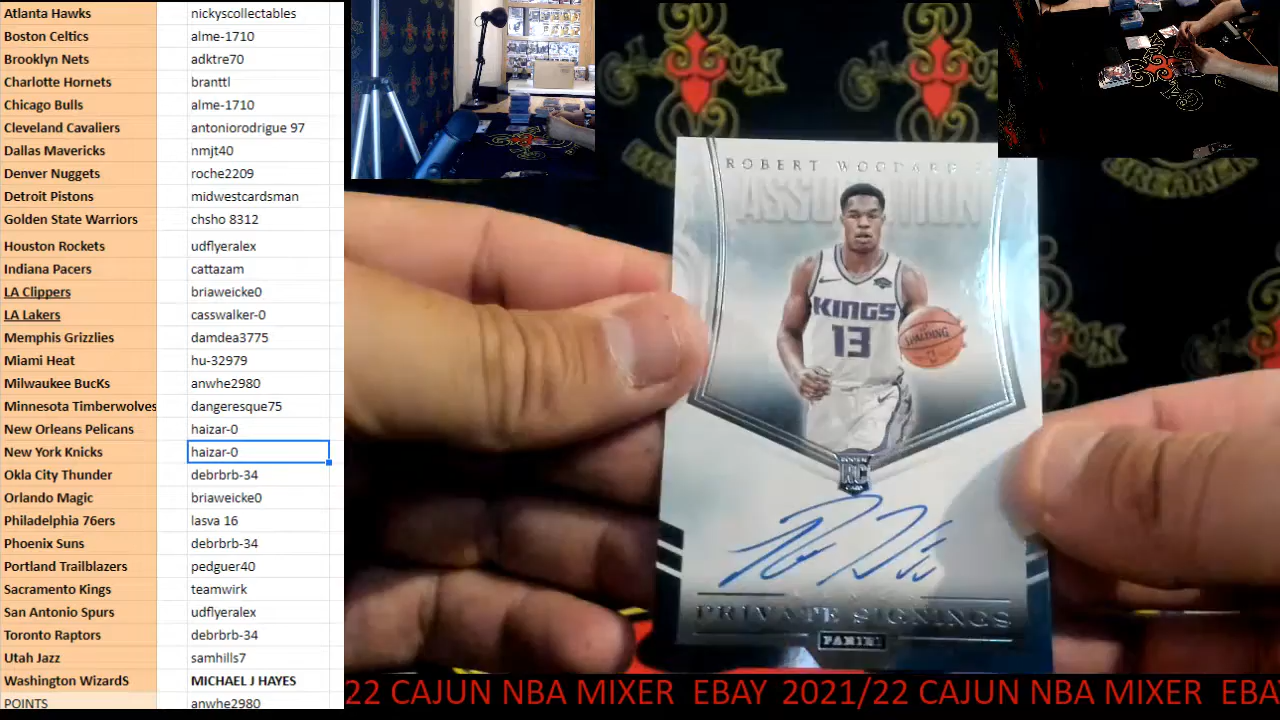 Atlanta Hawks nickyscollectables
Boston Celtics alme-1710
Brooklyn Nets adktre70
Charlotte Hornets branttl
Chicago Bulls alme-1710
Cleveland Cavaliers antoniorodrigue 97
Dallas Mavericks nmjt40
Denver Nuggets roche2209
Detroit Pistons midwestcardsman
Golden State Warriors chsho 8312
Houston Rockets udflyeralex
Indiana Pacers cattazam
LA Clippers briaweicke0
LA Lakers casswalker-0
Memphis Grizzlies damdea3775
Miami Heat hu-32979
Milwaukee BucKs anwhe2980
Minnesota Timberwolves dangeresque75
New Orleans Pelicans haizar-0
New York Knicks haizar-0
Okla City Thunder debrbrb-34
Orlando Magic briaweicke0
Philadelphia 76ers lasva 16
Phoenix Suns debrbrb-34
Portland Trailblazers pedguer40
Sacramento Kings teamwirk
San Antonio Spurs udflyeralex
Toronto Raptors debrbrb-34
Utah Jazz samhills7
Washington WizardS MICHAEL J HAYES
POINTS anwhe2980
ROBERT WOODARD
ASSOCIATION
KINGS
13
SPALDING
RC
PRIVATE SIGNINGS
PANINI
22 CAJUN NBA MIXER EBAY 2021/22 CAJUN NBA MIXER EBA